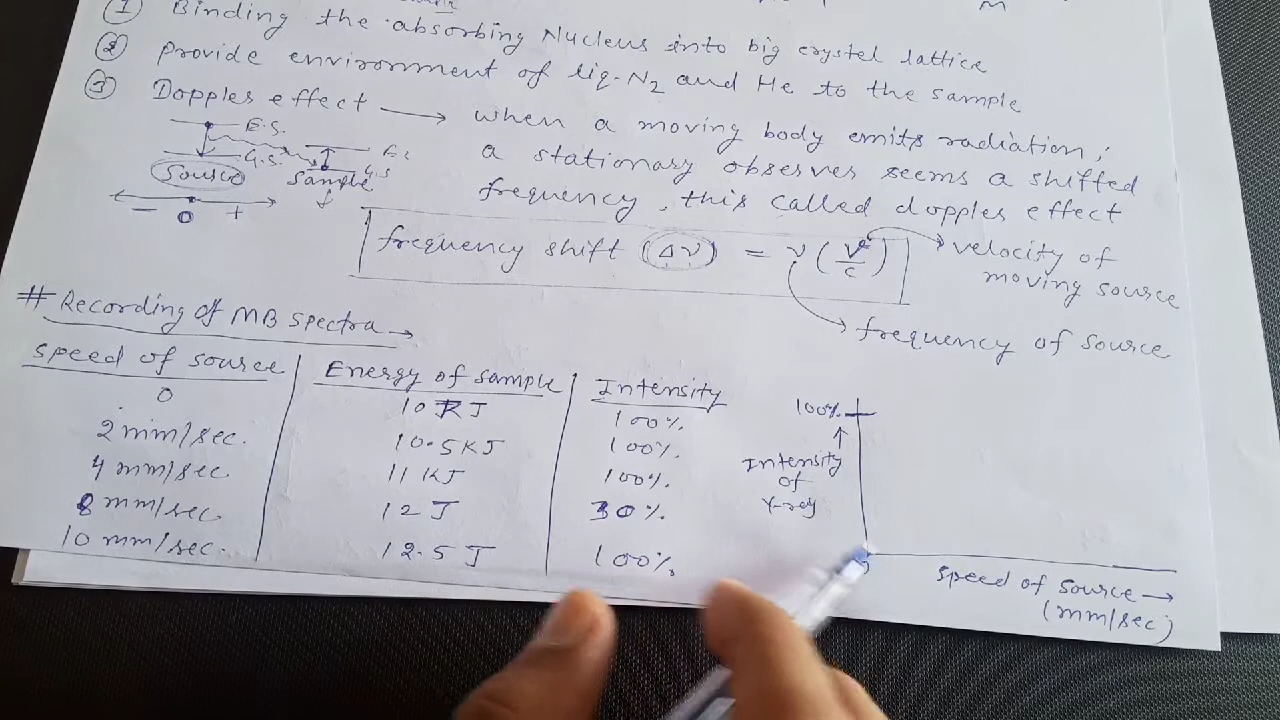 ① Binding the absorbing Nucleus into big crystel lattice
M
② provide environment of liq. N2 and He to the sample
③ Dopples effect → when a moving body emits radiation;
a stationary observes seems a shifted
frequency, this called dopples effect
E.S.
G.S. G.S
Source Sample
− 0 +
frequency shift (Δν) = ν (v/c)
velocity of
moving source
frequency of source
# Recording of MB spectra →
speed of source Energy of sample Intensity
0 10 KJ 100%
2 mm/sec. 10.5 KJ 100%
4 mm/sec 11 KJ 100%
8 mm/sec 12 J 30%
10 mm/sec. 12.5 J 100%
100%
Intensity
of
γ-ray
0
speed of source →
(mm/sec)